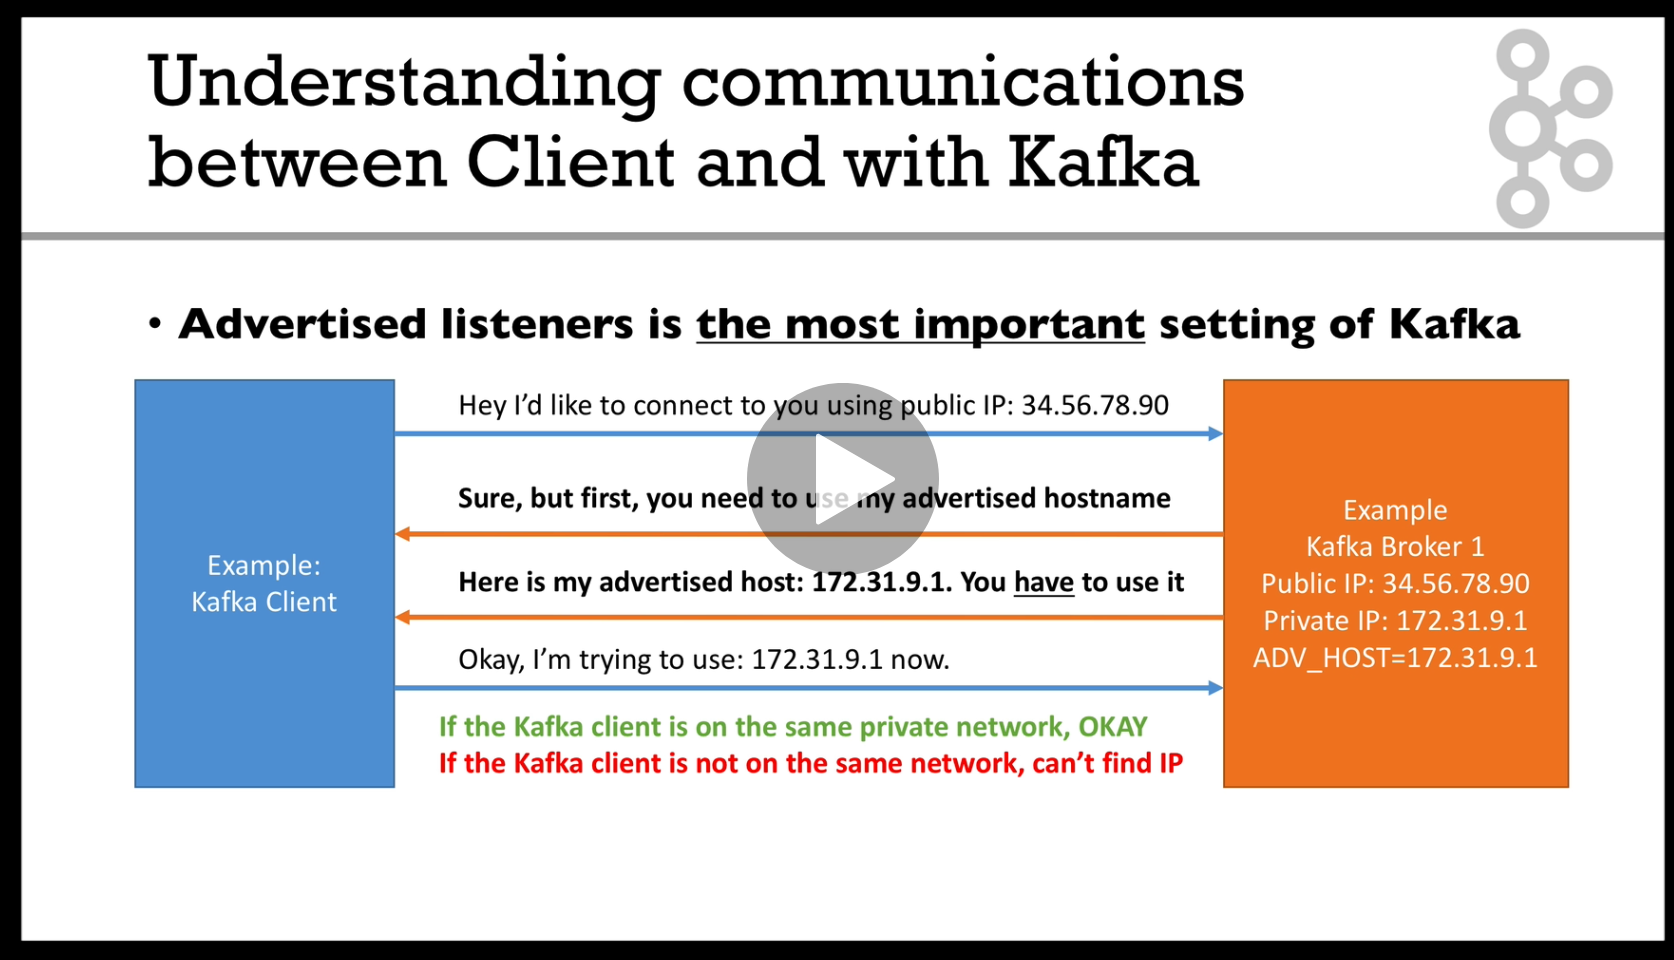 Understanding communications
between Client and with Kafka
• Advertised listeners is the most important setting of Kafka
Hey I'd like to connect to you using public IP: 34.56.78.90
Sure, but first, you need to use my advertised hostname
Here is my advertised host: 172.31.9.1. You have to use it
Okay, I'm trying to use: 172.31.9.1 now.
If the Kafka client is on the same private network, OKAY
If the Kafka client is not on the same network, can't find IP
Example:
Kafka Client
Example
Kafka Broker 1
Public IP: 34.56.78.90
Private IP: 172.31.9.1
ADV_HOST=172.31.9.1